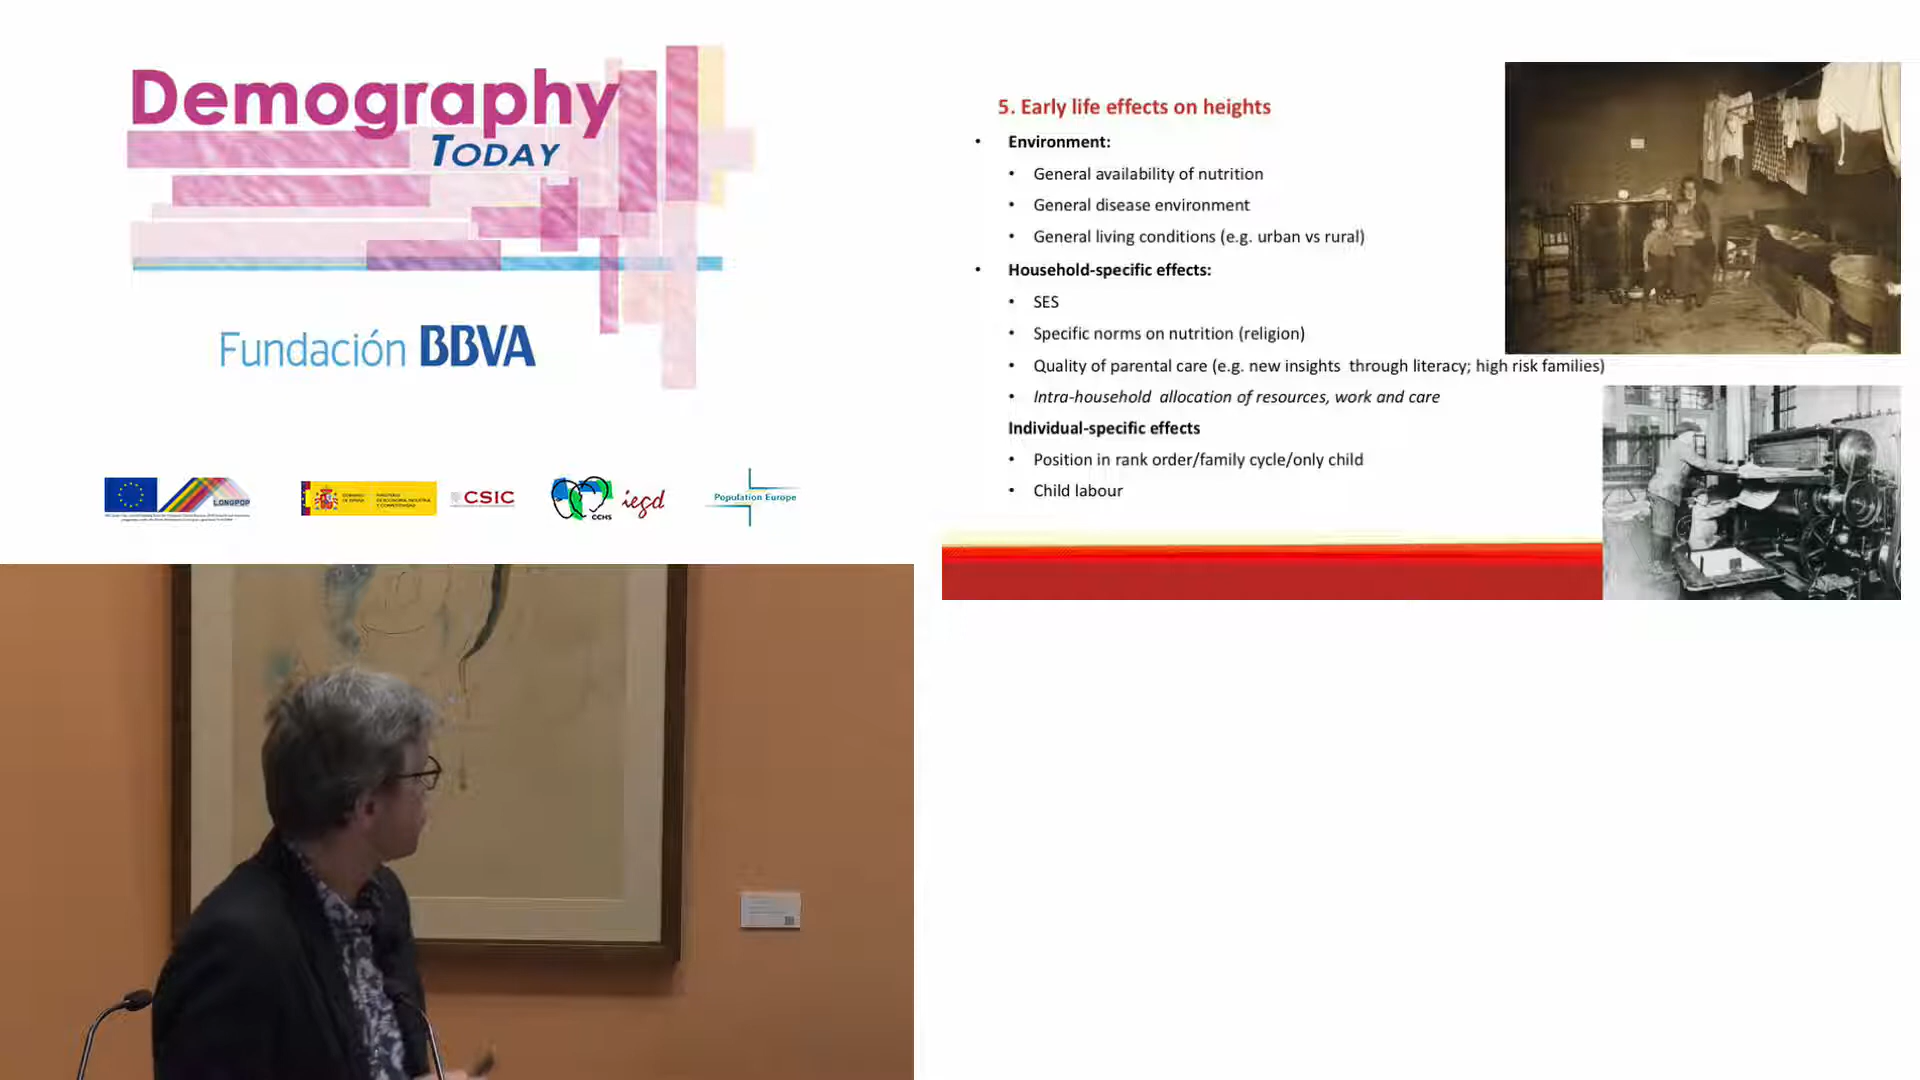 Demography
TODAY
Fundación BBVA
LONGPOP
CSIC
CCHS
iegd
Population Europe
5. Early life effects on heights
• Environment:
• General availability of nutrition
• General disease environment
• General living conditions (e.g. urban vs rural)
• Household-specific effects:
• SES
• Specific norms on nutrition (religion)
• Quality of parental care (e.g. new insights through literacy; high risk families)
• Intra-household allocation of resources, work and care
Individual-specific effects
• Position in rank order/family cycle/only child
• Child labour